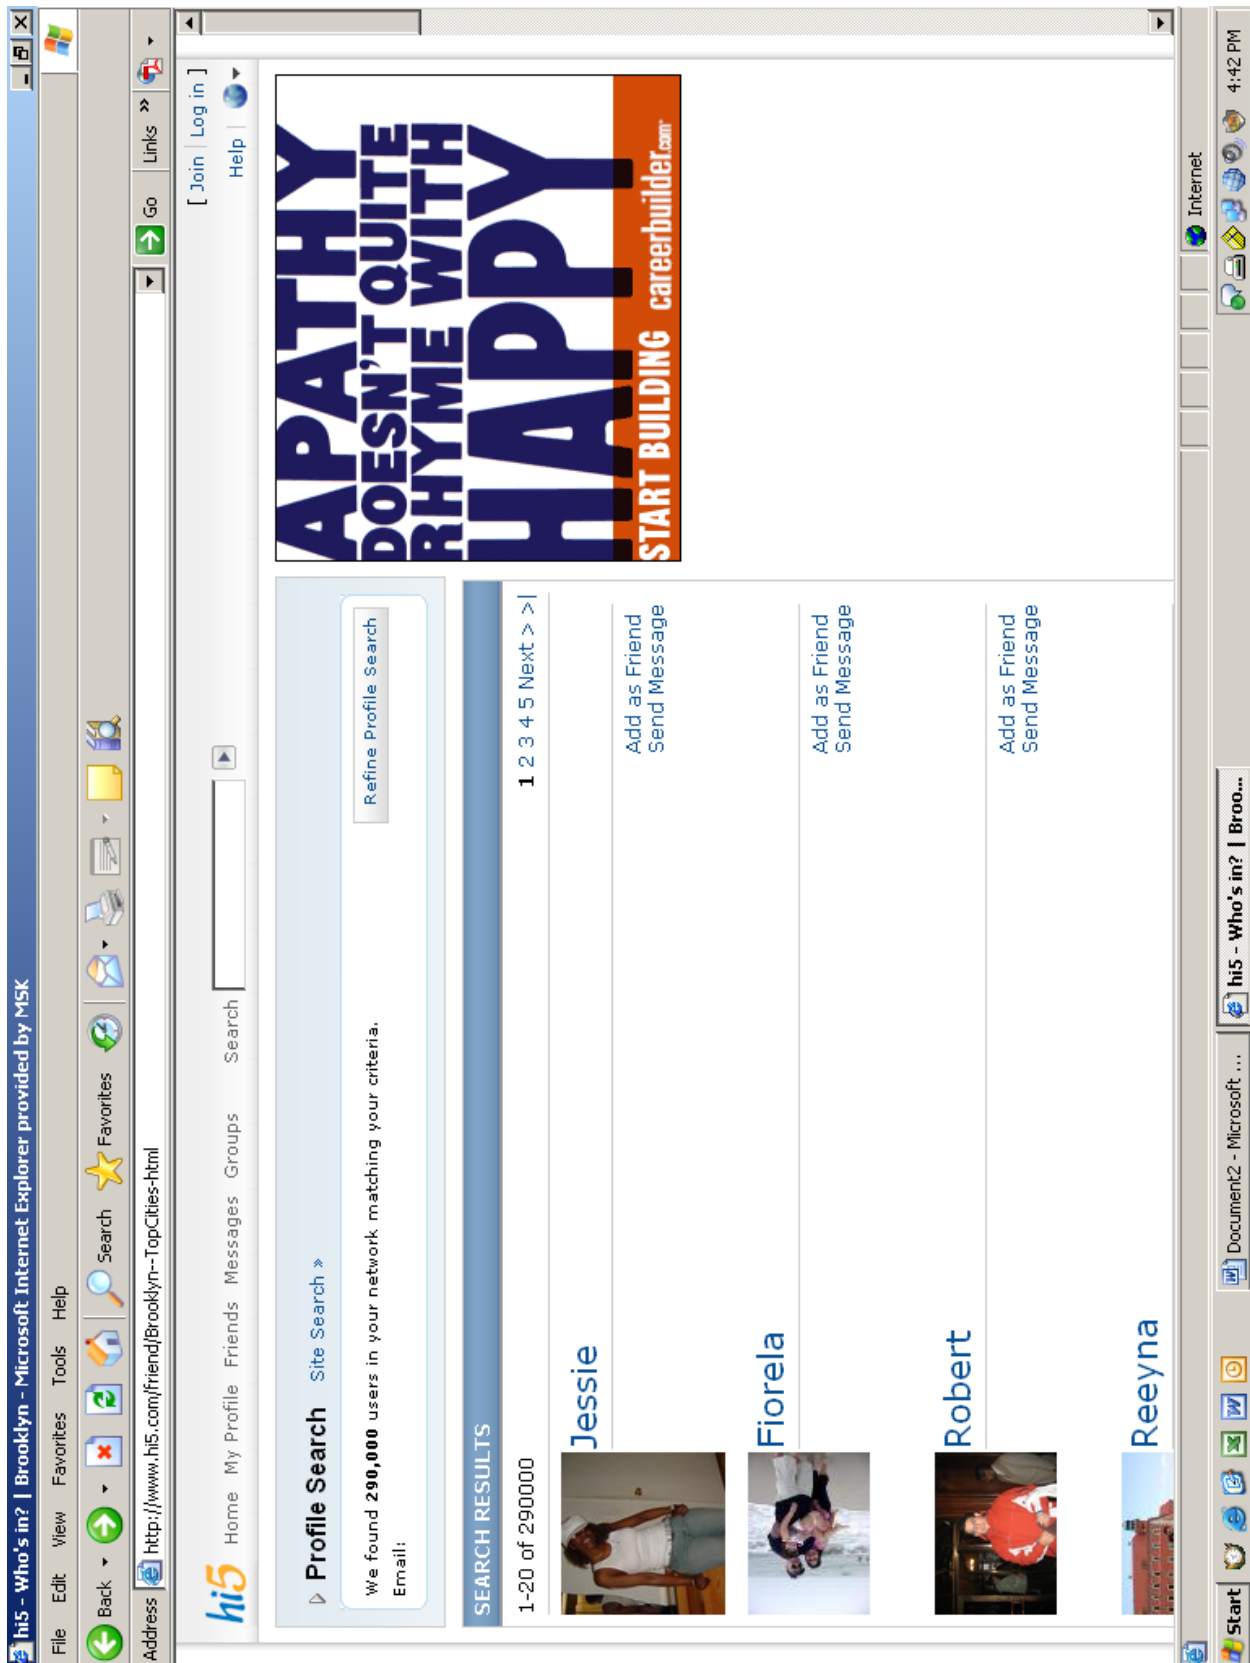 hi5 - Who's in? | Brooklyn - Microsoft Internet Explorer provided by MSK
File Edit View Favorites Tools Help
Back Search Favorites
Address http://www.hi5.com/friend/Brooklyn--TopCities-html Go Links »
[ Join | Log in ]
hi5 Home My Profile Friends Messages Groups Search Help |
Profile Search Site Search »
We found 290,000 users in your network matching your criteria. Refine Profile Search
Email:
APATHY
DOESN'T QUITE
RHYME WITH
HAPPY
START BUILDING careerbuilder.com
SEARCH RESULTS
1-20 of 290000 1 2 3 4 5 Next > >|
Jessie
Add as Friend
Send Message
Fiorela
Add as Friend
Send Message
Robert
Add as Friend
Send Message
Reeyna
Internet
Start Document2 - Microsoft ... hi5 - Who's in? | Broo... 4:42 PM